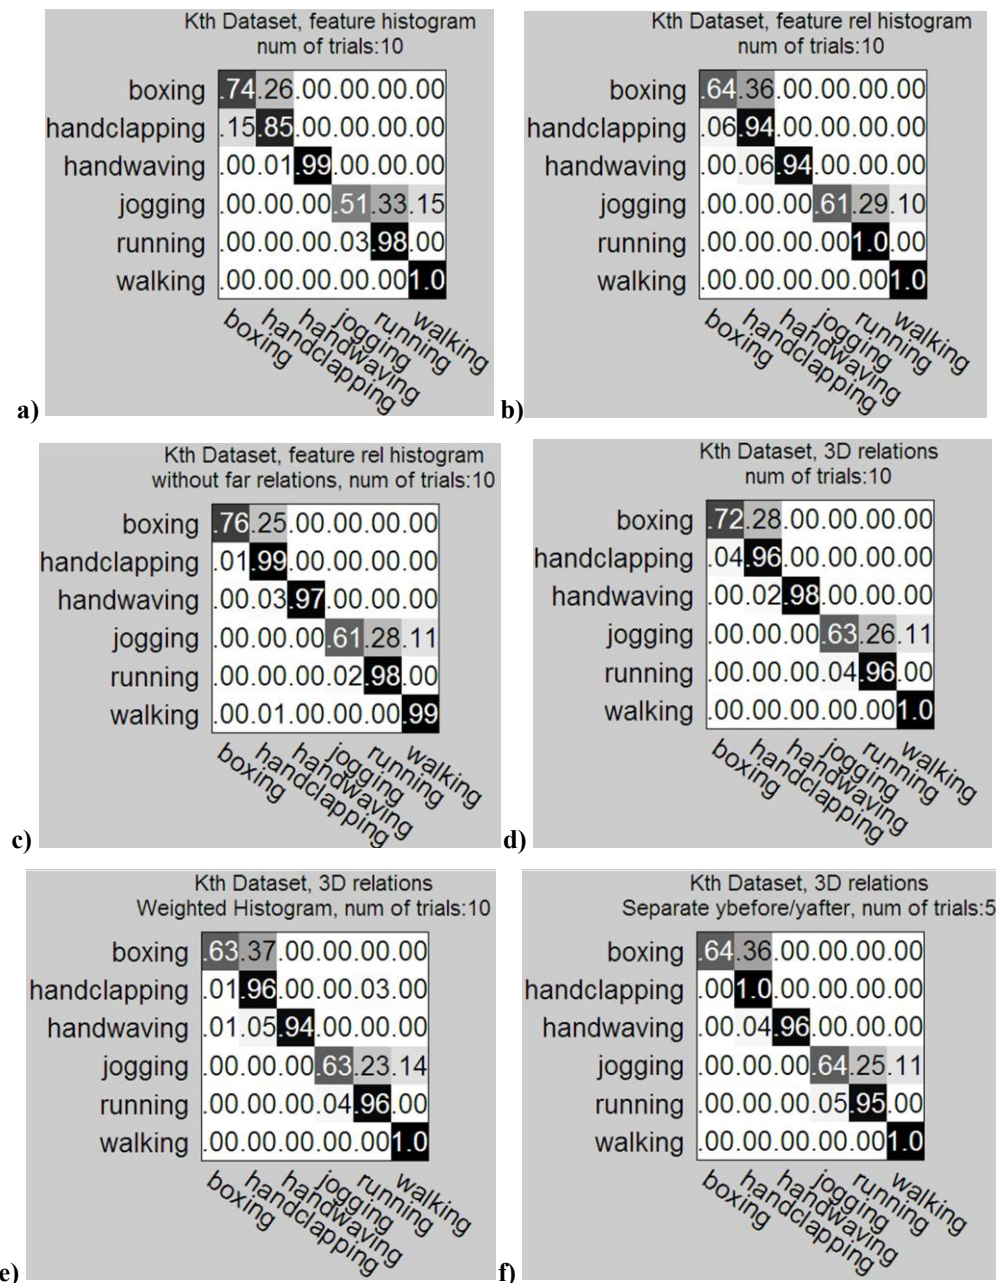 Kth Dataset, feature histogram
num of trials:10
boxing .74 .26 .00 .00 .00 .00
handclapping .15 .85 .00 .00 .00 .00
handwaving .00 .01 .99 .00 .00 .00
jogging .00 .00 .00 .51 .33 .15
running .00 .00 .00 .03 .98 .00
walking .00 .00 .00 .00 .00 1.0
boxing handclapping handwaving jogging running walking
a)
Kth Dataset, feature rel histogram
num of trials:10
boxing .64 .36 .00 .00 .00 .00
handclapping .06 .94 .00 .00 .00 .00
handwaving .00 .06 .94 .00 .00 .00
jogging .00 .00 .00 .61 .29 .10
running .00 .00 .00 .00 1.0 .00
walking .00 .00 .00 .00 .00 1.0
boxing handclapping handwaving jogging running walking
b)
Kth Dataset, feature rel histogram
without far relations, num of trials:10
boxing .76 .25 .00 .00 .00 .00
handclapping .01 .99 .00 .00 .00 .00
handwaving .00 .03 .97 .00 .00 .00
jogging .00 .00 .00 .61 .28 .11
running .00 .00 .00 .02 .98 .00
walking .00 .01 .00 .00 .00 .99
boxing handclapping handwaving jogging running walking
c)
Kth Dataset, 3D relations
num of trials:10
boxing .72 .28 .00 .00 .00 .00
handclapping .04 .96 .00 .00 .00 .00
handwaving .00 .02 .98 .00 .00 .00
jogging .00 .00 .00 .63 .26 .11
running .00 .00 .00 .04 .96 .00
walking .00 .00 .00 .00 .00 1.0
boxing handclapping handwaving jogging running walking
d)
Kth Dataset, 3D relations
Weighted Histogram, num of trials:10
boxing .63 .37 .00 .00 .00 .00
handclapping .01 .96 .00 .00 .03 .00
handwaving .01 .05 .94 .00 .00 .00
jogging .00 .00 .00 .63 .23 .14
running .00 .00 .00 .04 .96 .00
walking .00 .00 .00 .00 .00 1.0
boxing handclapping handwaving jogging running walking
e)
Kth Dataset, 3D relations
Separate ybefore/yafter, num of trials:5
boxing .64 .36 .00 .00 .00 .00
handclapping .00 1.0 .00 .00 .00 .00
handwaving .00 .04 .96 .00 .00 .00
jogging .00 .00 .00 .64 .25 .11
running .00 .00 .00 .05 .95 .00
walking .00 .00 .00 .00 .00 1.0
boxing handclapping handwaving jogging running walking
f)